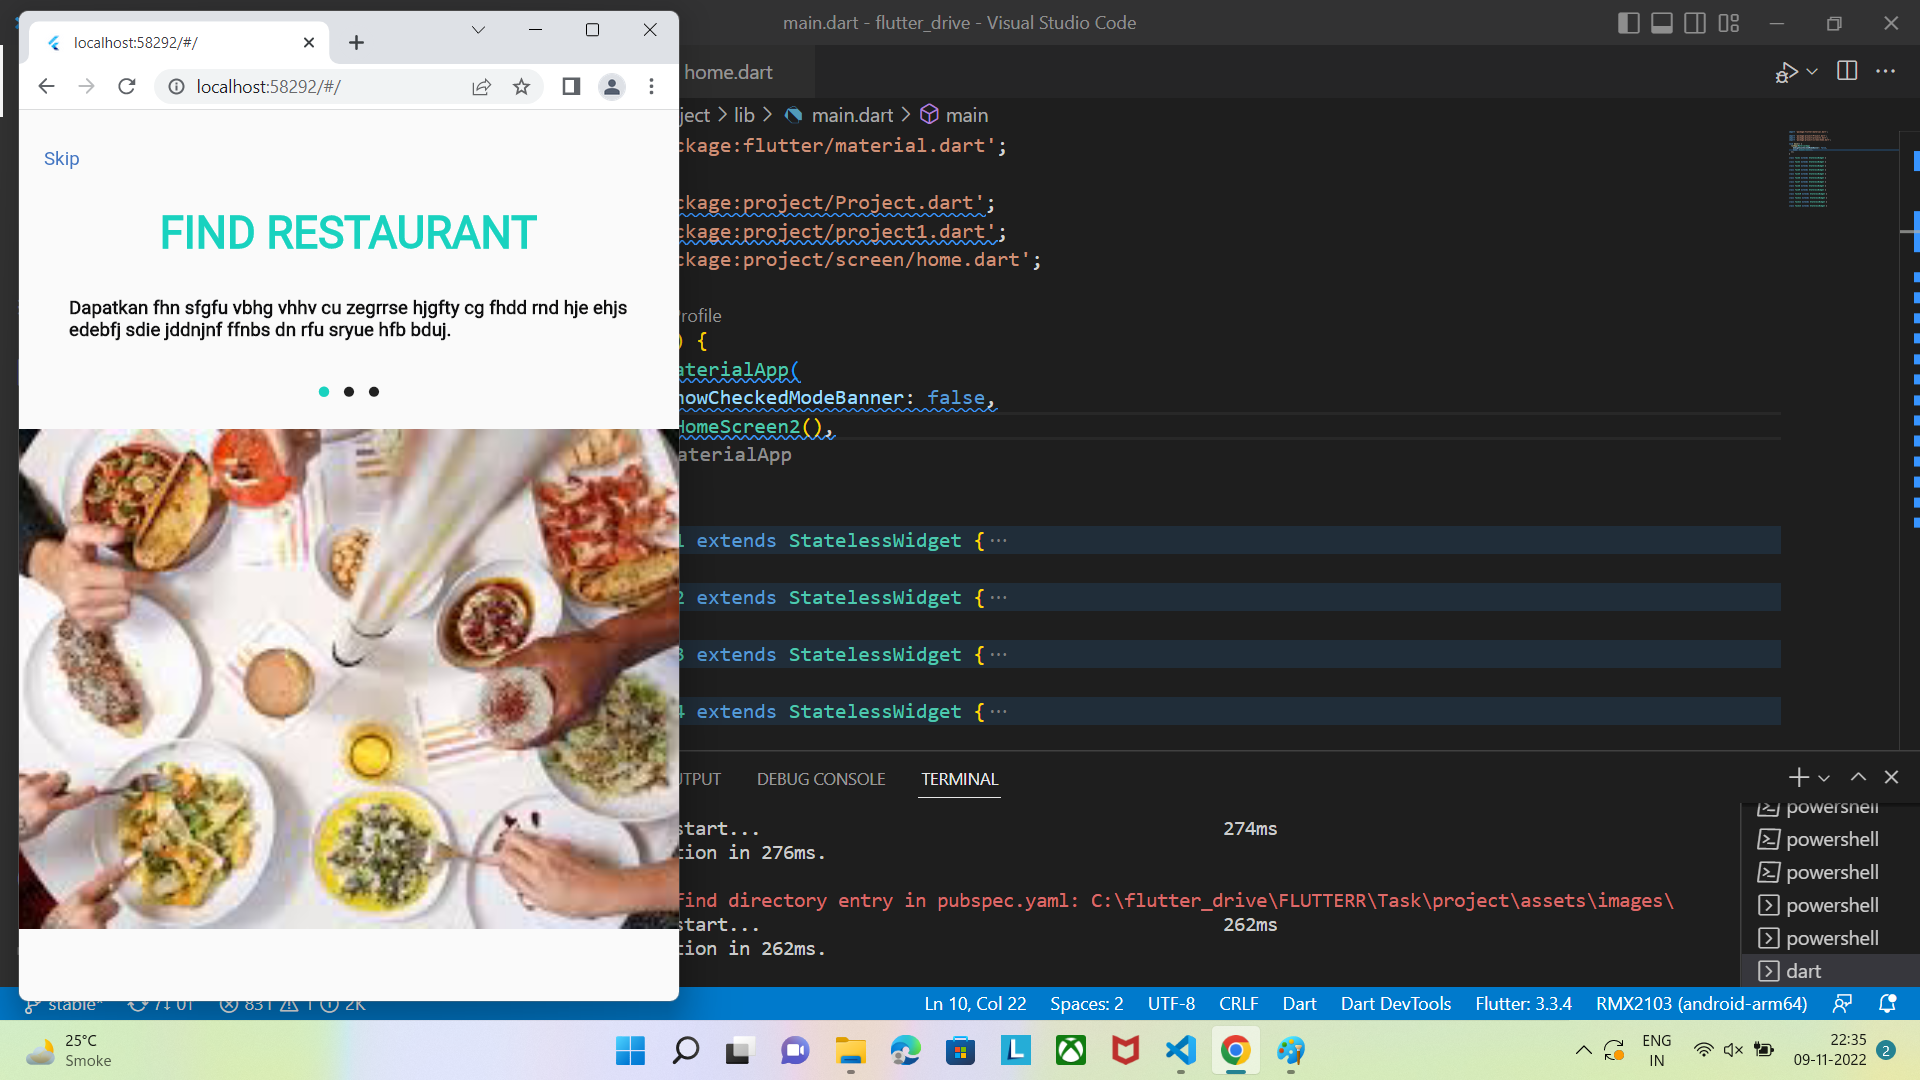 localhost:58292/#/
localhost:58292/#/
Skip
FIND RESTAURANT
Dapatkan fhn sfgfu vbhg vhhv cu zegrrse hjgfty cg fhdd rnd hje ehjs
edebfj sdie jddnjnf ffnbs dn rfu sryue hfb bduj.
main.dart - flutter_drive - Visual Studio Code
home.dart
ject > lib > main.dart > main
ckage:flutter/material.dart';
ckage:project/Project.dart';
ckage:project/project1.dart';
ckage:project/screen/home.dart';
rofile
) {
aterialApp(
howCheckedModeBanner: false,
HomeScreen2(),
aterialApp
1 extends StatelessWidget {···
2 extends StatelessWidget {···
3 extends StatelessWidget {···
4 extends StatelessWidget {···
UTPUT DEBUG CONSOLE TERMINAL
start... 274ms
tion in 276ms.
find directory entry in pubspec.yaml: C:\flutter_drive\FLUTTERR\Task\project\assets\images\
start... 262ms
tion in 262ms.
powershell
powershell
powershell
powershell
powershell
dart
stable* 831 1 2K
Ln 10, Col 22 Spaces: 2 UTF-8 CRLF Dart Dart DevTools Flutter: 3.3.4 RMX2103 (android-arm64)
25°C
Smoke
ENG
IN
22:35
09-11-2022
2